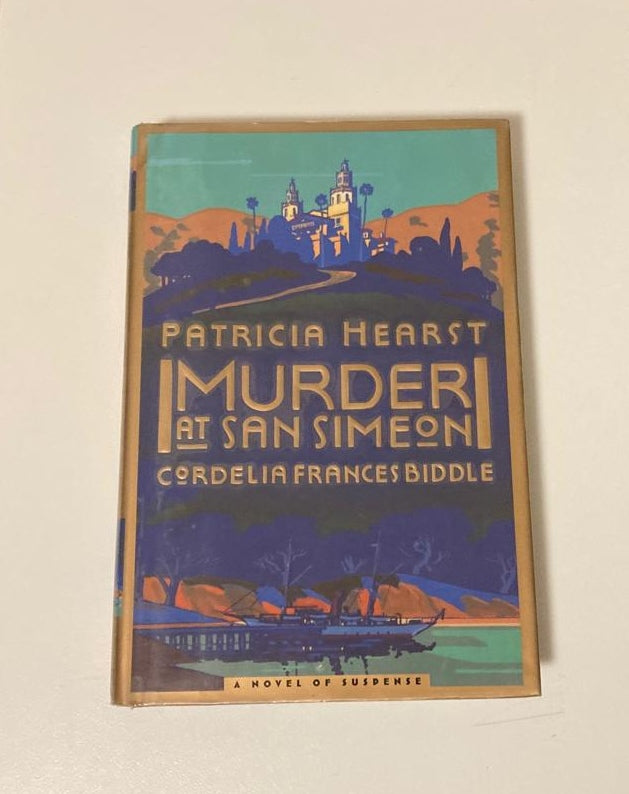 PATRICIA HEARST
MURDER
AT SAN SIMEON
CORDELIA FRANCES BIDDLE
A NOVEL OF SUSPENSE